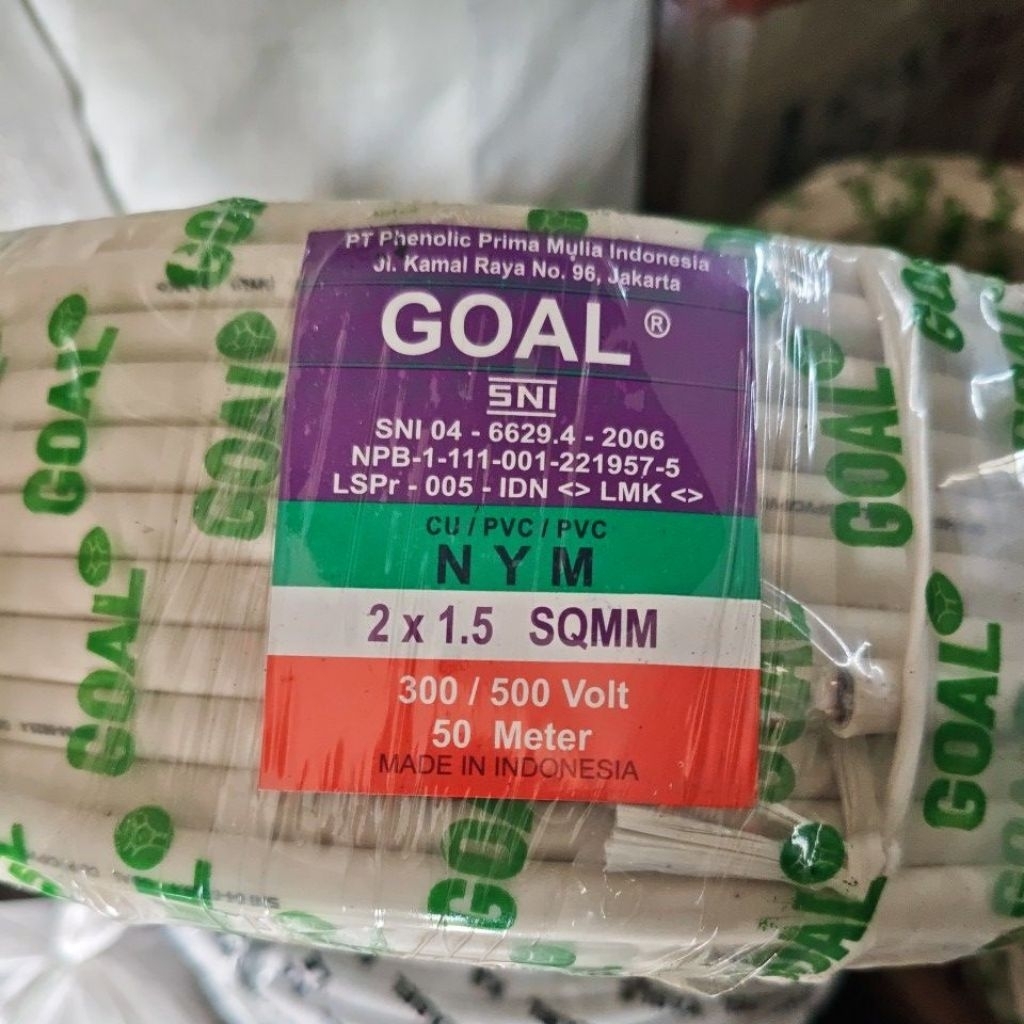 PT Phenolic Prima Mulia Indonesia
Jl. Kamal Raya No. 96, Jakarta
GOAL ®
SNI
SNI 04 - 6629.4 - 2006
NPB-1-111-001-221957-5
LSPr - 005 - IDN <> LMK <>
CU / PVC / PVC
NYM
2 x 1.5 SQMM
300 / 500 Volt
50 Meter
MADE IN INDONESIA
GOAL
GOAL
GOAL
GOAL
GOAL
GOAL
GOAL